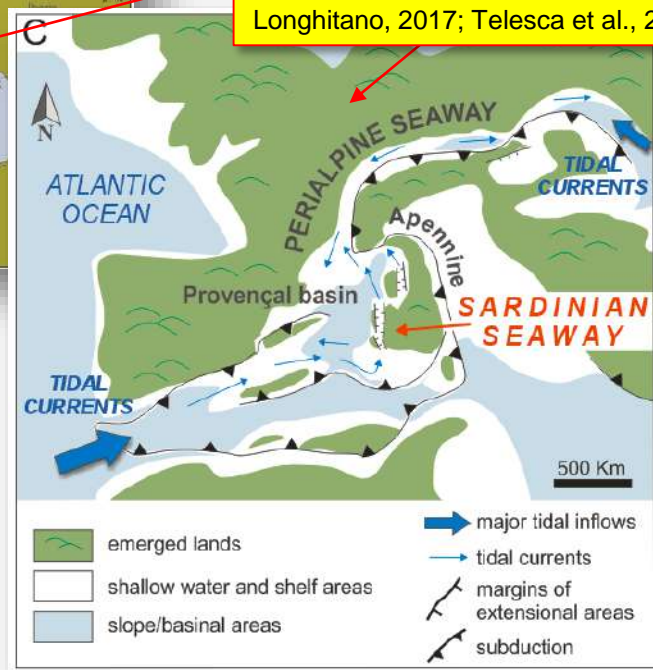 Longhitano, 2017; Telesca et al., 2
C
N
PERIALPINE SEAWAY
ATLANTIC
OCEAN
TIDAL
CURRENTS
Apennine
Provençal basin
SARDINIAN
SEAWAY
TIDAL
CURRENTS
500 Km
emerged lands
shallow water and shelf areas
slope/basinal areas
major tidal inflows
tidal currents
margins of
extensional areas
subduction